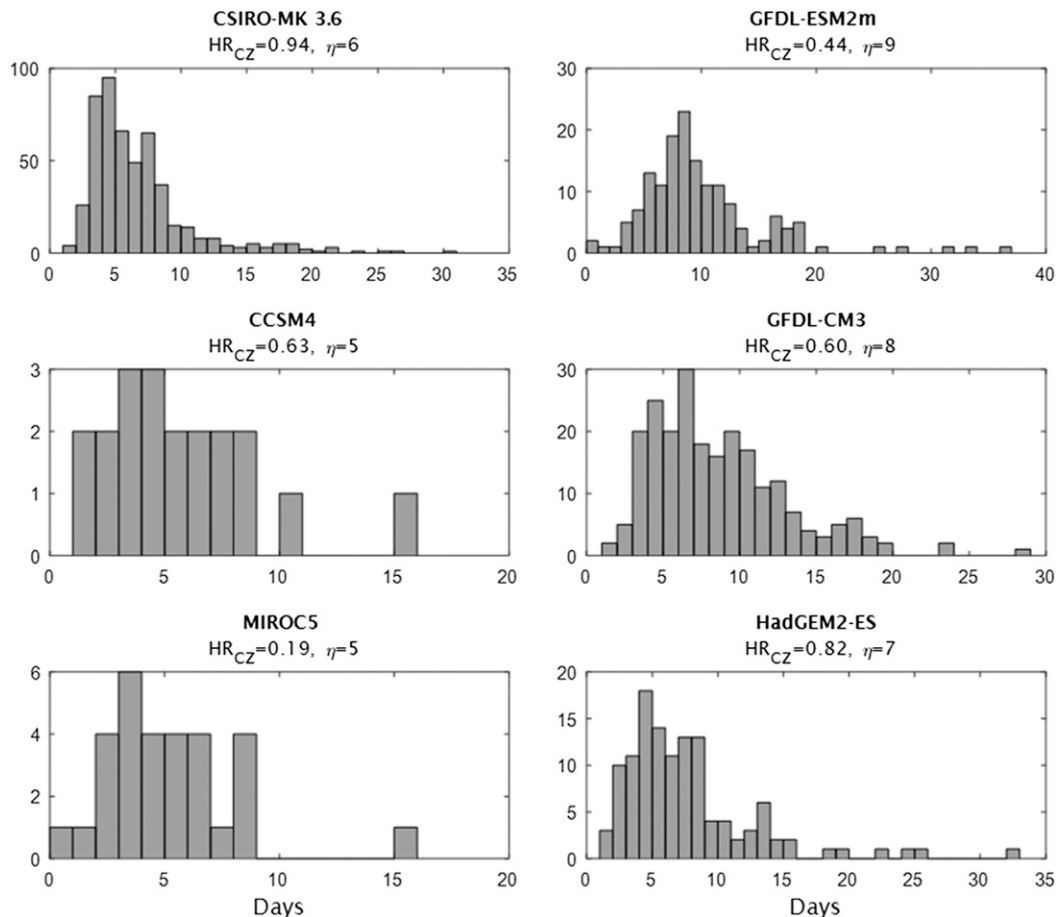 CSIRO-MK 3.6
HR_CZ=0.94, η=6
100
50
0
0 5 10 15 20 25 30 35
GFDL-ESM2m
HR_CZ=0.44, η=9
30
20
10
0
0 10 20 30 40
CCSM4
HR_CZ=0.63, η=5
3
2
1
0
0 5 10 15 20
GFDL-CM3
HR_CZ=0.60, η=8
30
20
10
0
0 5 10 15 20 25 30
MIROC5
HR_CZ=0.19, η=5
6
4
2
0
0 5 10 15 20
Days
HadGEM2-ES
HR_CZ=0.82, η=7
20
15
10
5
0
0 5 10 15 20 25 30 35
Days